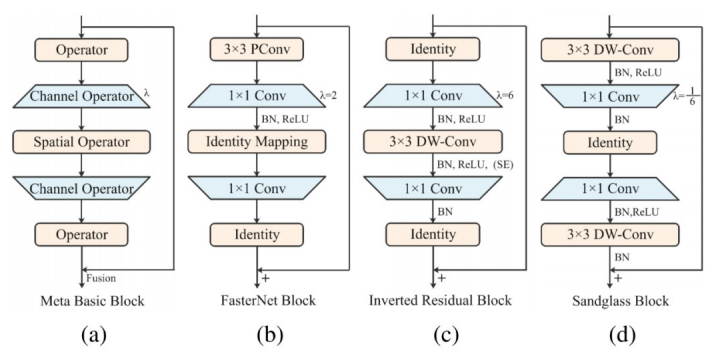 Operator
Channel Operator λ
Spatial Operator
Channel Operator
Operator
Fusion
Meta Basic Block
(a)
3×3 PConv
1×1 Conv λ=2
BN, ReLU
Identity Mapping
1×1 Conv
Identity
+
FasterNet Block
(b)
Identity
1×1 Conv λ=6
BN, ReLU
3×3 DW-Conv
BN, ReLU, (SE)
1×1 Conv
BN
Identity
+
Inverted Residual Block
(c)
3×3 DW-Conv
BN, ReLU
1×1 Conv λ=1/6
BN
Identity
1×1 Conv
BN,ReLU
3×3 DW-Conv
BN
+
Sandglass Block
(d)